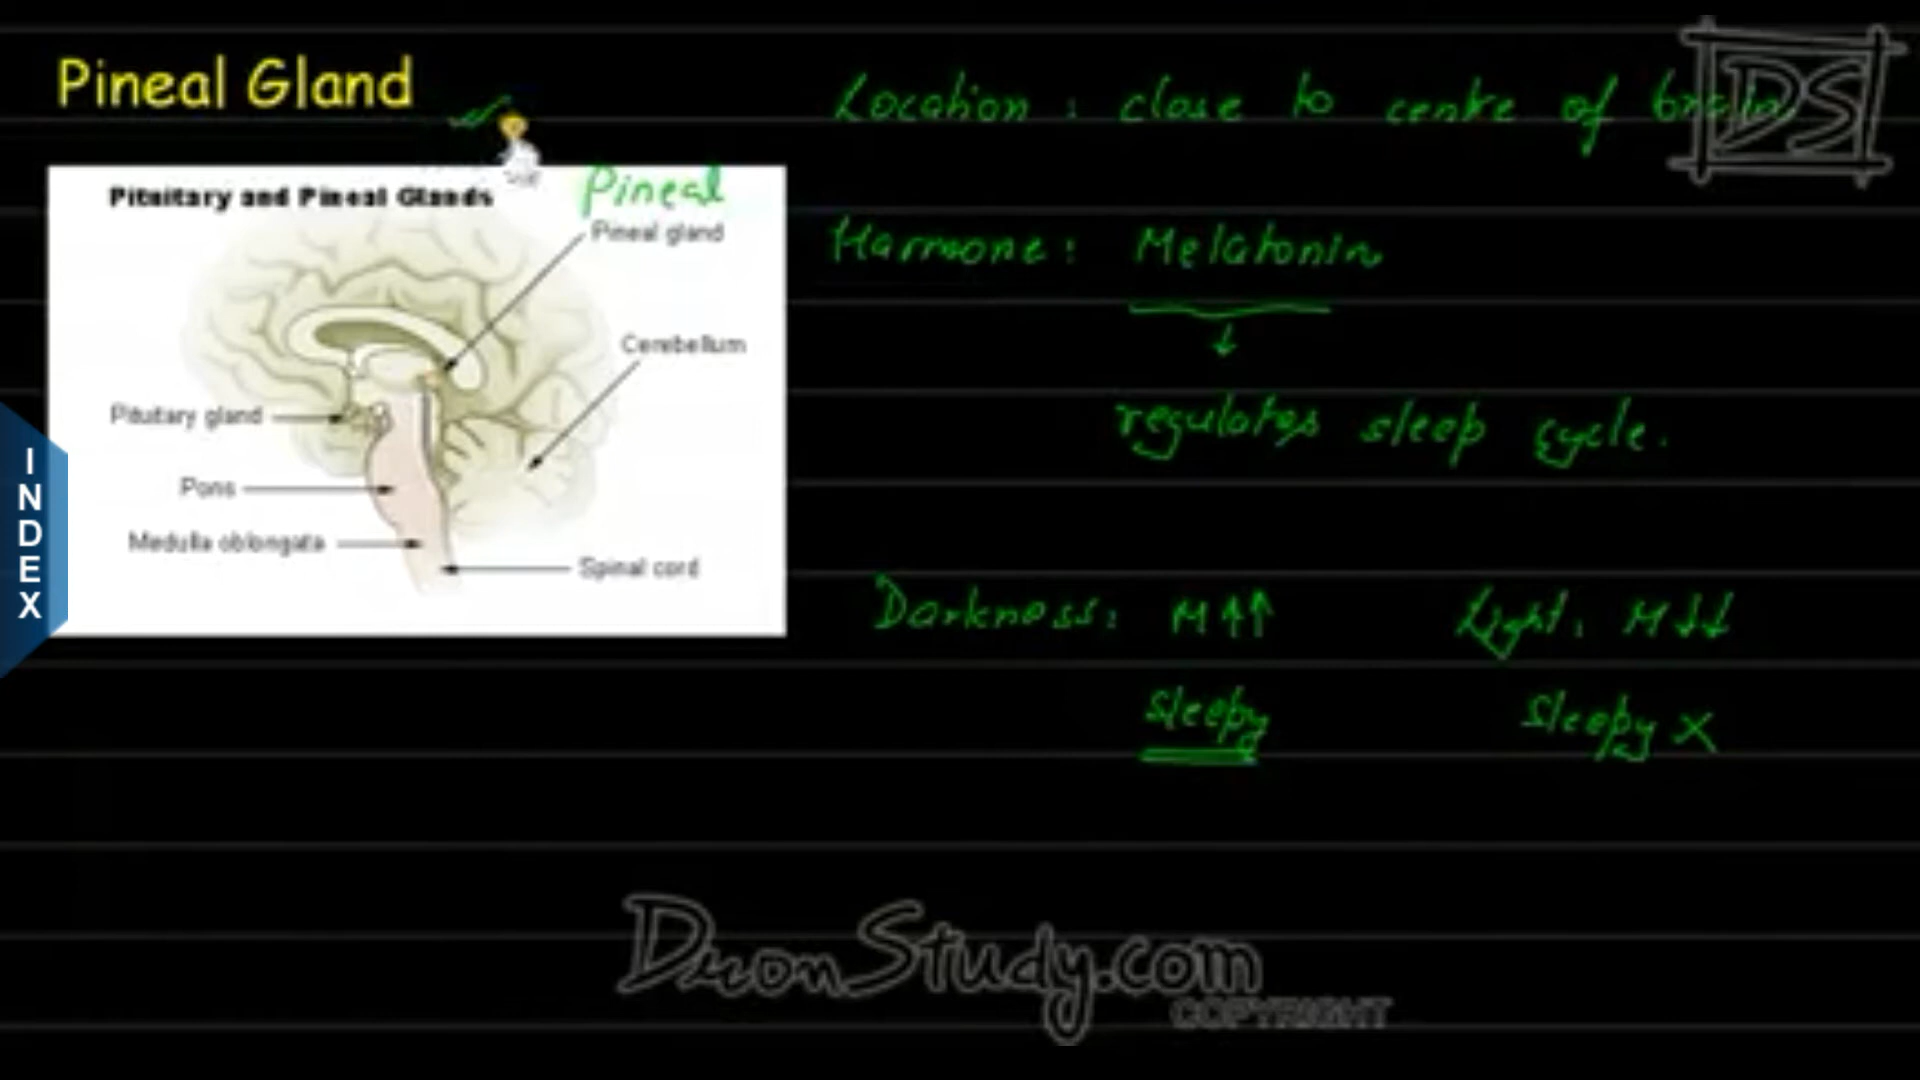 Pineal Gland
Location : close to centre of brain
DS
Pituitary and Pineal Glands
Pineal
Pineal gland
Harmone : Melatonin
Cerebellum
Pituitary gland
regulates sleep cycle.
INDEX
Pons
Medulla oblongata
Spinal cord
Darkness: M↑↑
Light: M↓↓
sleepy
sleepy X
DronStudy.com
COPYRIGHT